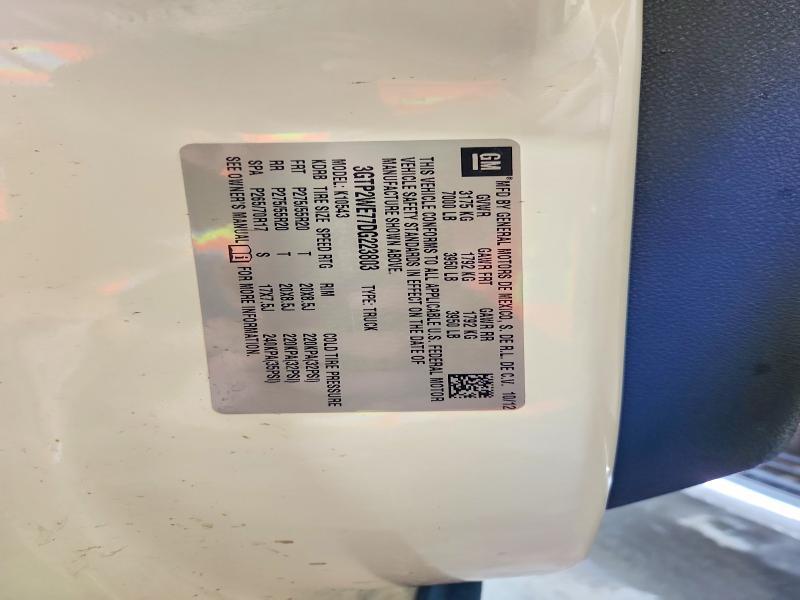 GM MFD BY GENERAL MOTORS DE MEXICO, S. DE R.L. DE C.V. 10/12
GVWR GAWR FRT GAWR RR
3175 KG 1792 KG 1792 KG
7000 LB 3950 LB 3950 LB
THIS VEHICLE CONFORMS TO ALL APPLICABLE U.S. FEDERAL MOTOR
VEHICLE SAFETY STANDARDS IN EFFECT ON THE DATE OF
MANUFACTURE SHOWN ABOVE.
3GTP2WE77DG223803 TYPE: TRUCK
MODEL: K10543
KDRB TIRE SIZE SPEED RTG RIM COLD TIRE PRESSURE
FRT P275/55R20 T 20X8.5J 220KPA(32PSI)
RR P275/55R20 T 20X8.5J 220KPA(32PSI)
SPA P265/70R17 S 17X7.5J 240KPA(35PSI)
SEE OWNER'S MANUAL FOR MORE INFORMATION.